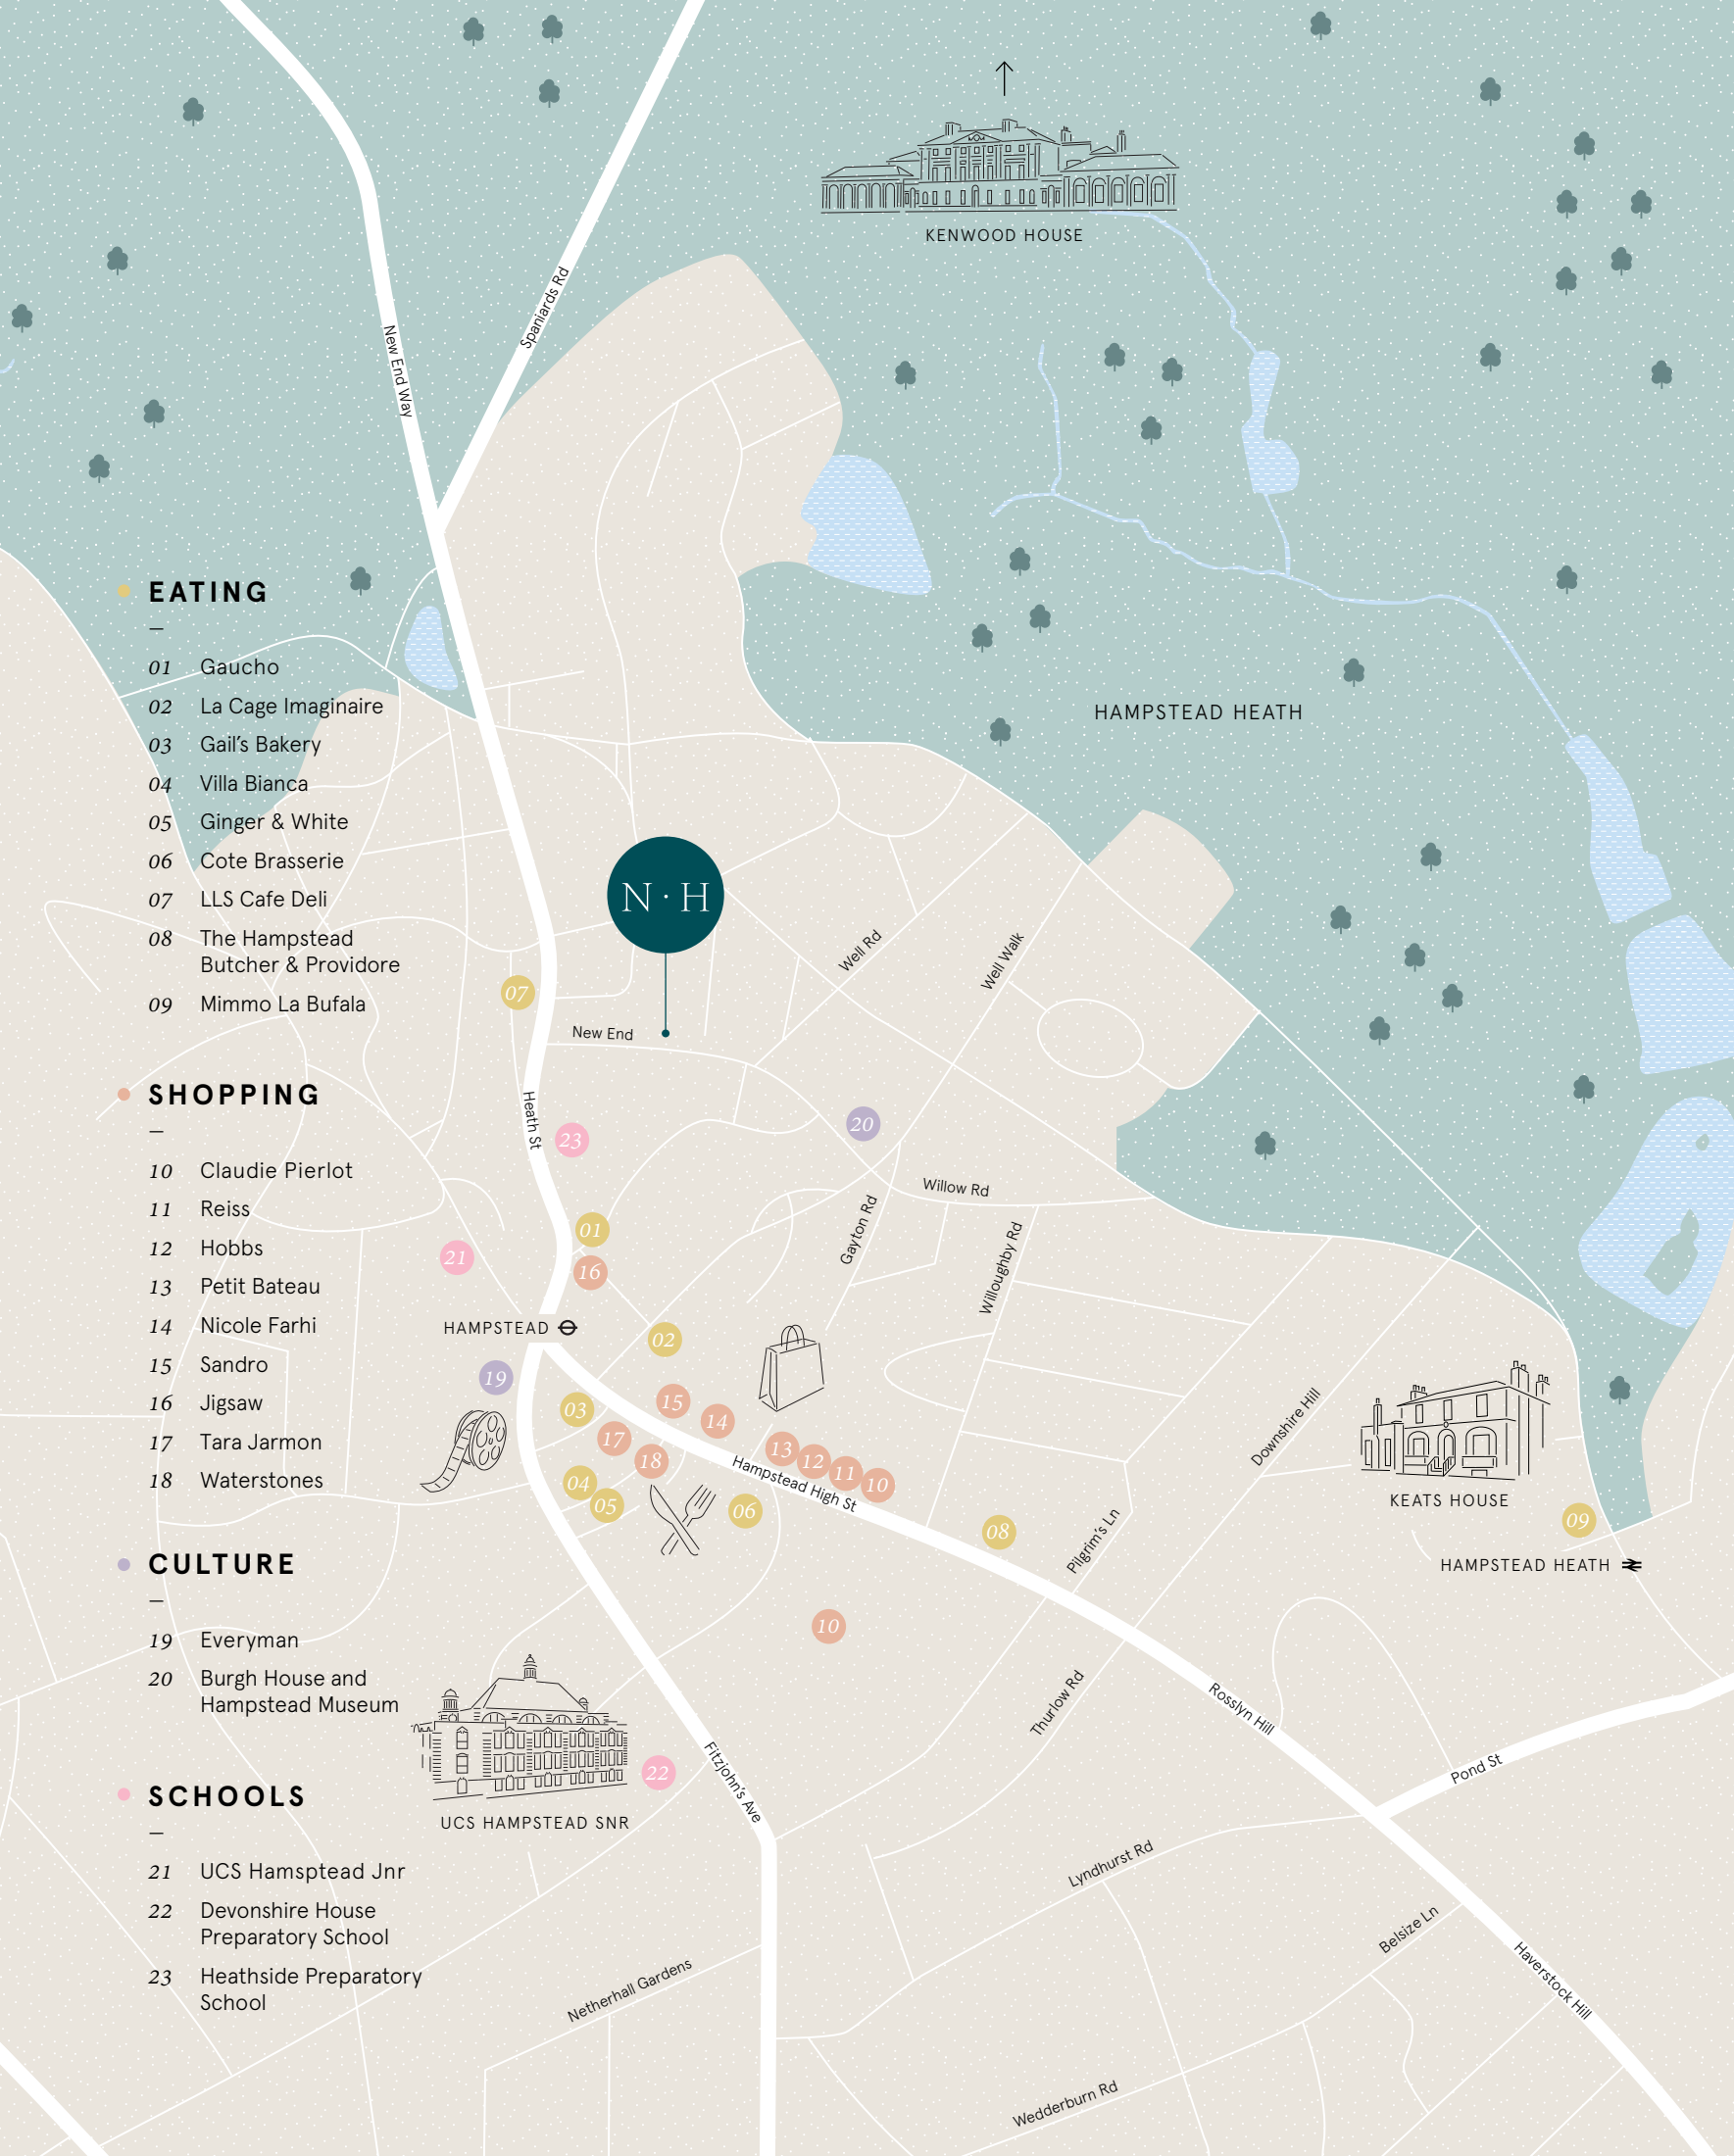 KENWOOD HOUSE
Spaniards Rd
New End Way
EATING
—
01 Gaucho
02 La Cage Imaginaire
03 Gail’s Bakery
04 Villa Bianca
05 Ginger & White
06 Cote Brasserie
07 LLS Cafe Deli
08 The Hampstead
Butcher & Providore
09 Mimmo La Bufala
SHOPPING
—
10 Claudie Pierlot
11 Reiss
12 Hobbs
13 Petit Bateau
14 Nicole Farhi
15 Sandro
16 Jigsaw
17 Tara Jarmon
18 Waterstones
CULTURE
—
19 Everyman
20 Burgh House and
Hampstead Museum
SCHOOLS
—
21 UCS Hamsptead Jnr
22 Devonshire House
Preparatory School
23 Heathside Preparatory
School
HAMPSTEAD HEATH
N·H
Well Rd
Well Walk
07
New End
Heath St
23
20
Willow Rd
Gayton Rd
Willoughby Rd
01
21
16
HAMPSTEAD
02
19
03
15
14
17
18
13
12
11
10
Hampstead High St
04
05
06
08
Downshire Hill
Pilgrim's Ln
KEATS HOUSE
09
HAMPSTEAD HEATH
10
Thurlow Rd
Rosslyn Hill
Pond St
Fitzjohn's Ave
22
UCS HAMPSTEAD SNR
Lyndhurst Rd
Belsize Ln
Haverstock Hill
Netherhall Gardens
Wedderburn Rd